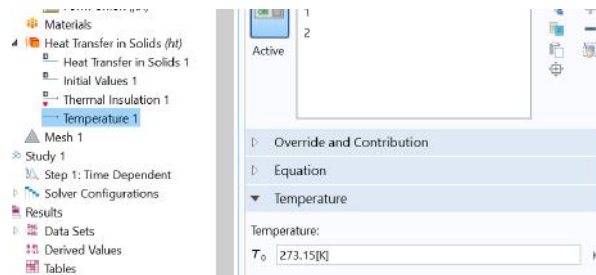 Materials
Heat Transfer in Solids (ht)
Heat Transfer in Solids 1
Initial Values 1
Thermal Insulation 1
Temperature 1
Mesh 1
Study 1
Step 1: Time Dependent
Solver Configurations
Results
Data Sets
Derived Values
Tables
Active
2
Override and Contribution
Equation
Temperature
Temperature:
T₀ 273.15[K]